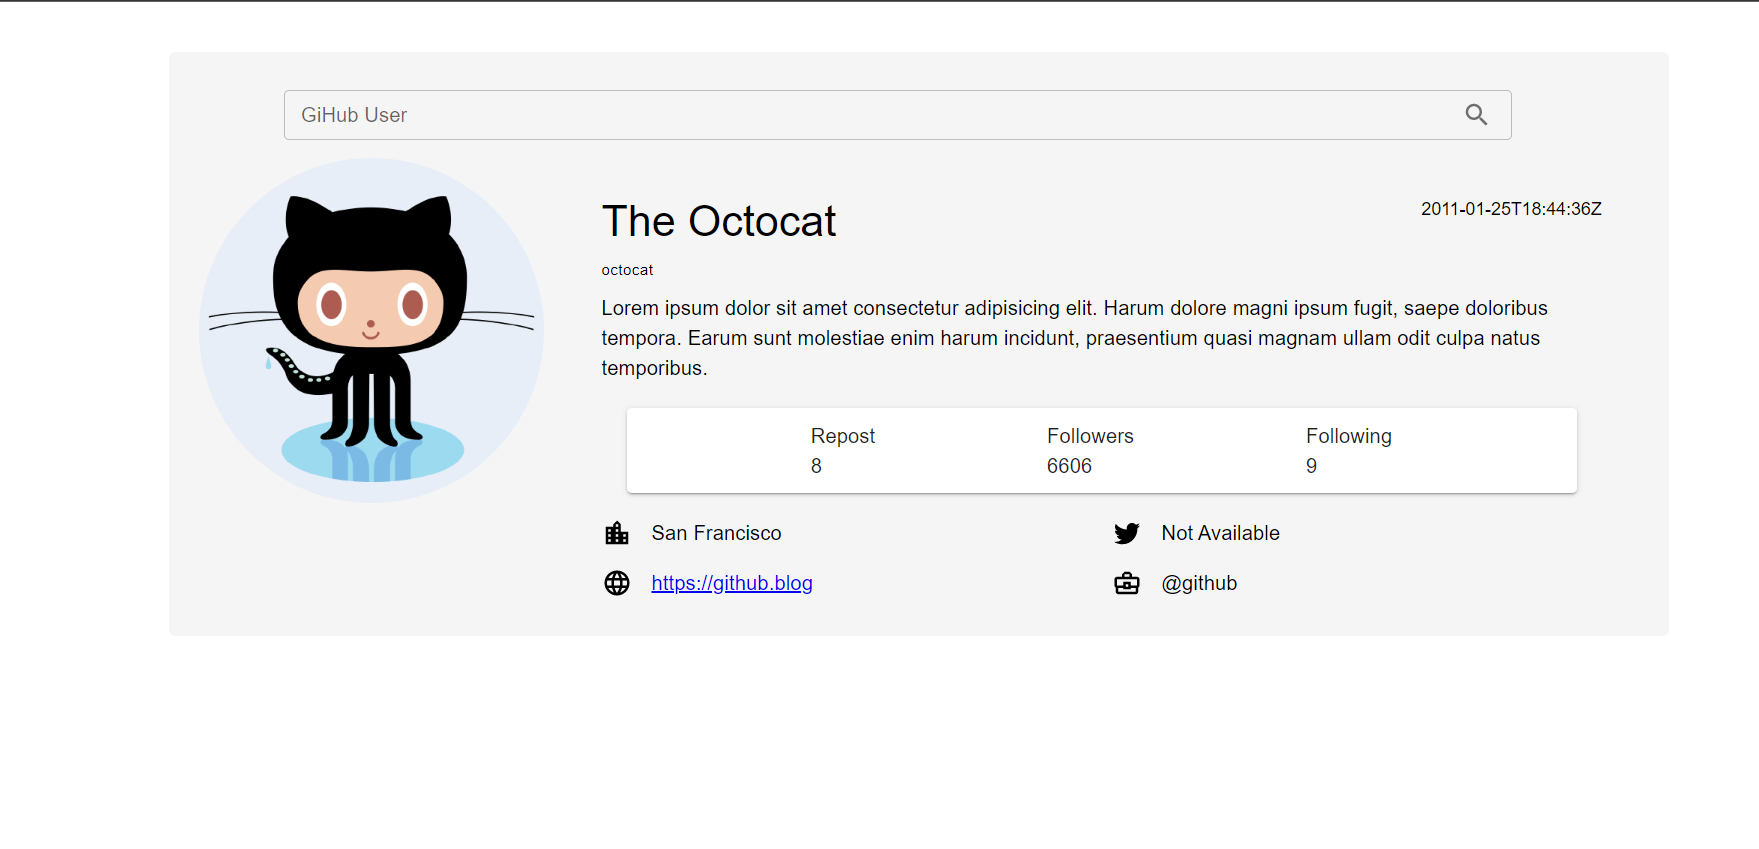 GiHub User
The Octocat
2011-01-25T18:44:36Z
octocat
Lorem ipsum dolor sit amet consectetur adipisicing elit. Harum dolore magni ipsum fugit, saepe doloribus
tempora. Earum sunt molestiae enim harum incidunt, praesentium quasi magnam ullam odit culpa natus
temporibus.
Repost Followers Following
8 6606 9
San Francisco Not Available
https://github.blog @github